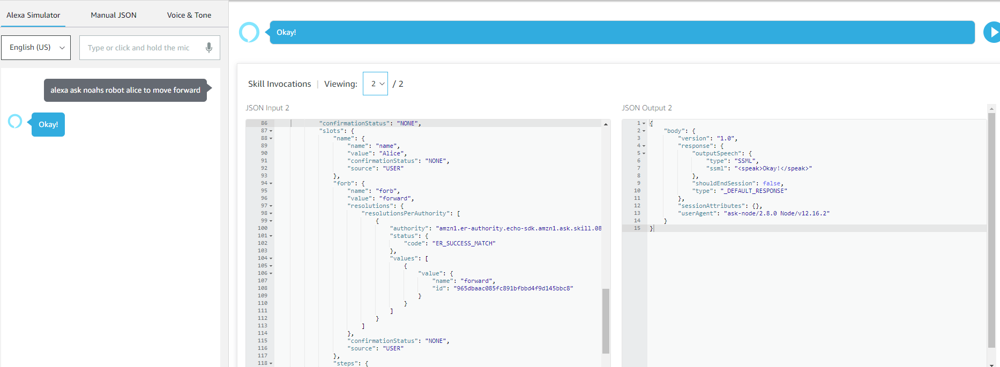 Alexa Simulator
Manual JSON
Voice & Tone
English (US)
Type or click and hold the mic
alexa ask noahs robot alice to move forward
Okay!
Okay!
Skill Invocations | Viewing: 2 / 2
JSON Input 2
86 "confirmationStatus": "NONE",
87 "slots": {
88 "name": {
89 "name": "name",
90 "value": "Alice",
91 "confirmationStatus": "NONE",
92 "source": "USER"
93 },
94 "forb": {
95 "name": "forb",
96 "value": "forward",
97 "resolutions": {
98 "resolutionsPerAuthority": [
99 {
100 "authority": "amzn1.er-authority.echo-sdk.amzn1.ask.skill.08
101 "status": {
102 "code": "ER_SUCCESS_MATCH"
103 },
104 "values": [
105 {
106 "value": {
107 "name": "forward",
108 "id": "965dbaac085fc891bfbbd4f9d145bbc8"
109 }
110 }
111 ]
112 }
113 ]
114 },
115 "confirmationStatus": "NONE",
116 "source": "USER"
117 },
118 "steps": {
JSON Output 2
1 {
2 "body": {
3 "version": "1.0",
4 "response": {
5 "outputSpeech": {
6 "type": "SSML",
7 "ssml": "<speak>Okay!</speak>"
8 },
9 "shouldEndSession": false,
10 "type": "_DEFAULT_RESPONSE"
11 },
12 "sessionAttributes": {},
13 "userAgent": "ask-node/2.8.0 Node/v12.16.2"
14 }
15 }